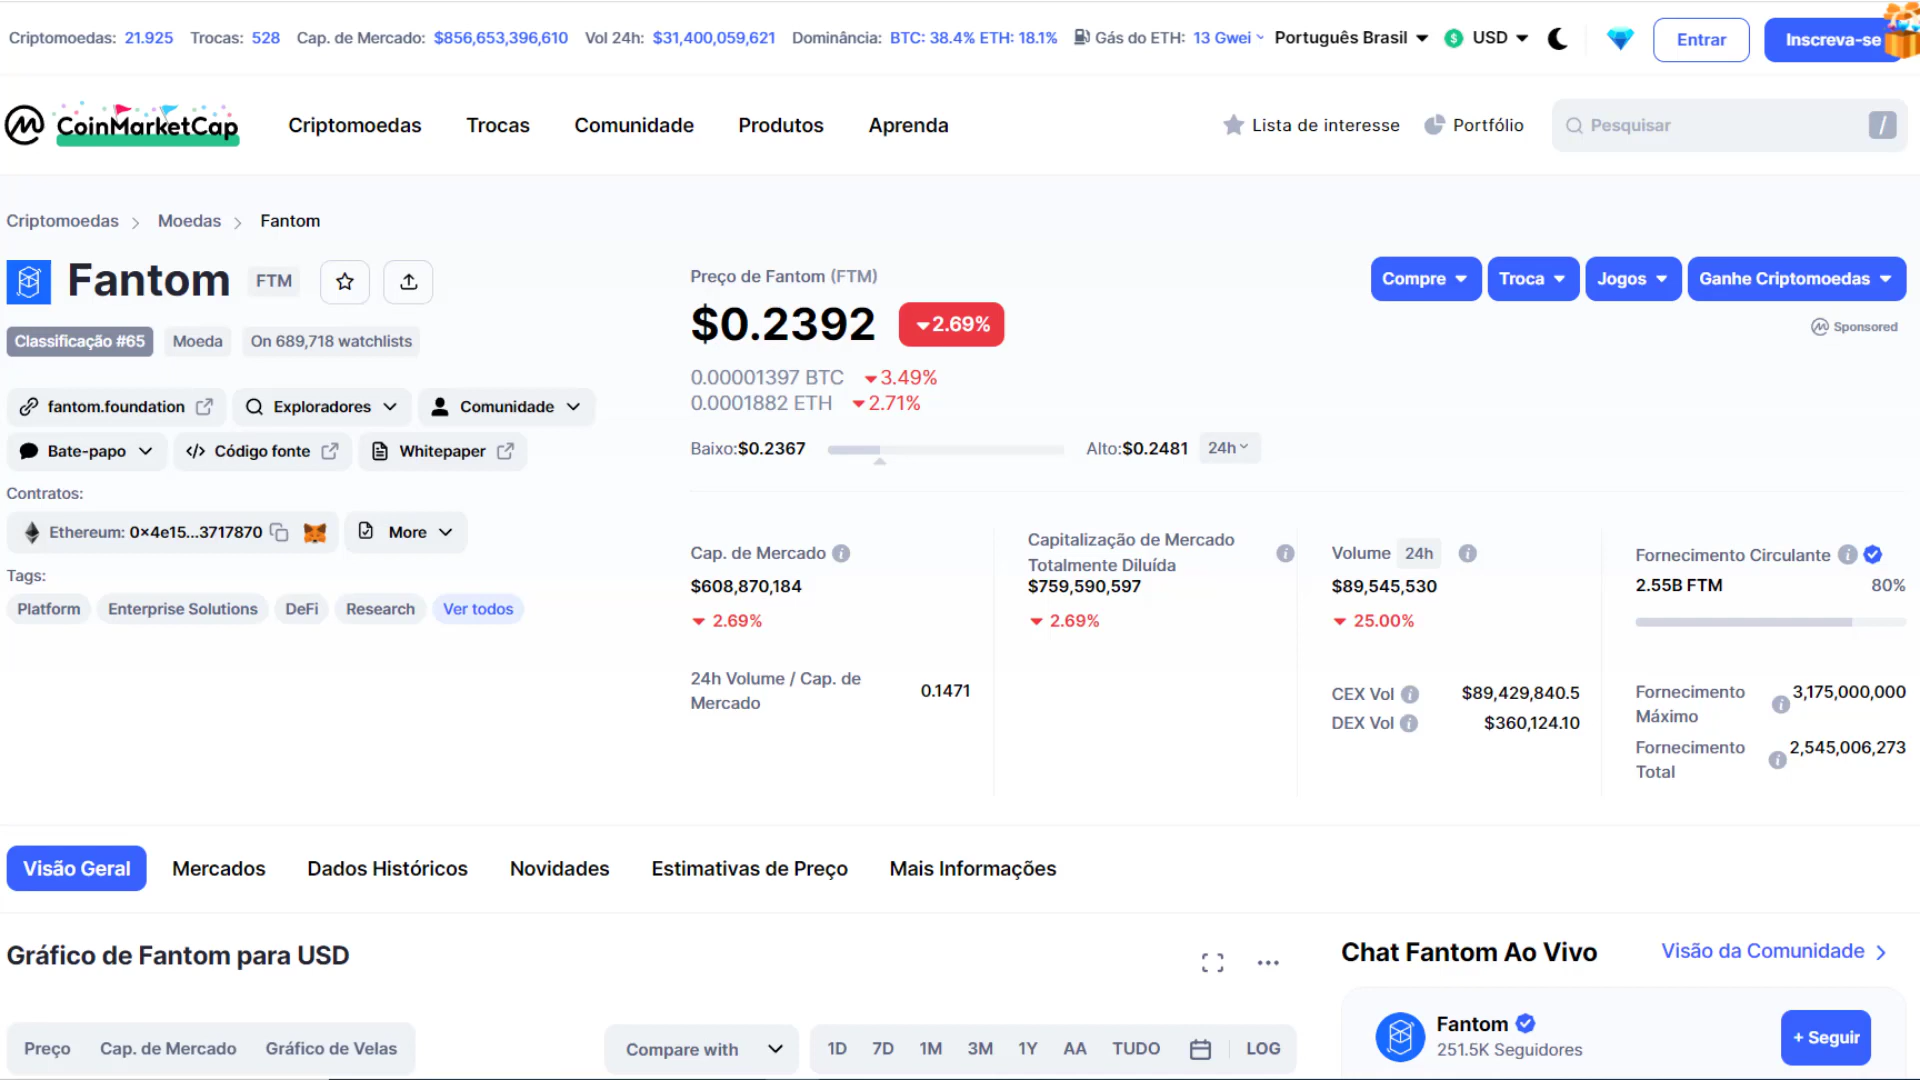 Criptomoedas: 21.925 Trocas: 528 Cap. de Mercado: $856,653,396,610 Vol 24h: $31,400,059,621 Dominância: BTC: 38.4% ETH: 18.1% Gás do ETH: 13 Gwei Português Brasil USD Entrar Inscreva-se
CoinMarketCap Criptomoedas Trocas Comunidade Produtos Aprenda Lista de interesse Portfólio Pesquisar /
Criptomoedas > Moedas > Fantom
Fantom FTM
Classificação #65 Moeda On 689,718 watchlists
fantom.foundation Exploradores Comunidade
Bate-papo Código fonte Whitepaper
Contratos:
Ethereum: 0x4e15...3717870 More
Tags:
Platform Enterprise Solutions DeFi Research Ver todos
Preço de Fantom (FTM)
$0.2392 2.69%
0.00001397 BTC 3.49%
0.0001882 ETH 2.71%
Baixo:$0.2367 Alto:$0.2481 24h
Compre Troca Jogos Ganhe Criptomoedas
Sponsored
Cap. de Mercado
$608,870,184
2.69%
24h Volume / Cap. de
Mercado
0.1471
Capitalização de Mercado
Totalmente Diluída
$759,590,597
2.69%
Volume 24h
$89,545,530
25.00%
CEX Vol $89,429,840.5
DEX Vol $360,124.10
Fornecimento Circulante
2.55B FTM 80%
Fornecimento
Máximo
3,175,000,000
Fornecimento
Total
2,545,006,273
Visão Geral Mercados Dados Históricos Novidades Estimativas de Preço Mais Informações
Gráfico de Fantom para USD
Preço Cap. de Mercado Gráfico de Velas Compare with 1D 7D 1M 3M 1Y AA TUDO LOG
Chat Fantom Ao Vivo Visão da Comunidade
Fantom
251.5K Seguidores
+ Seguir